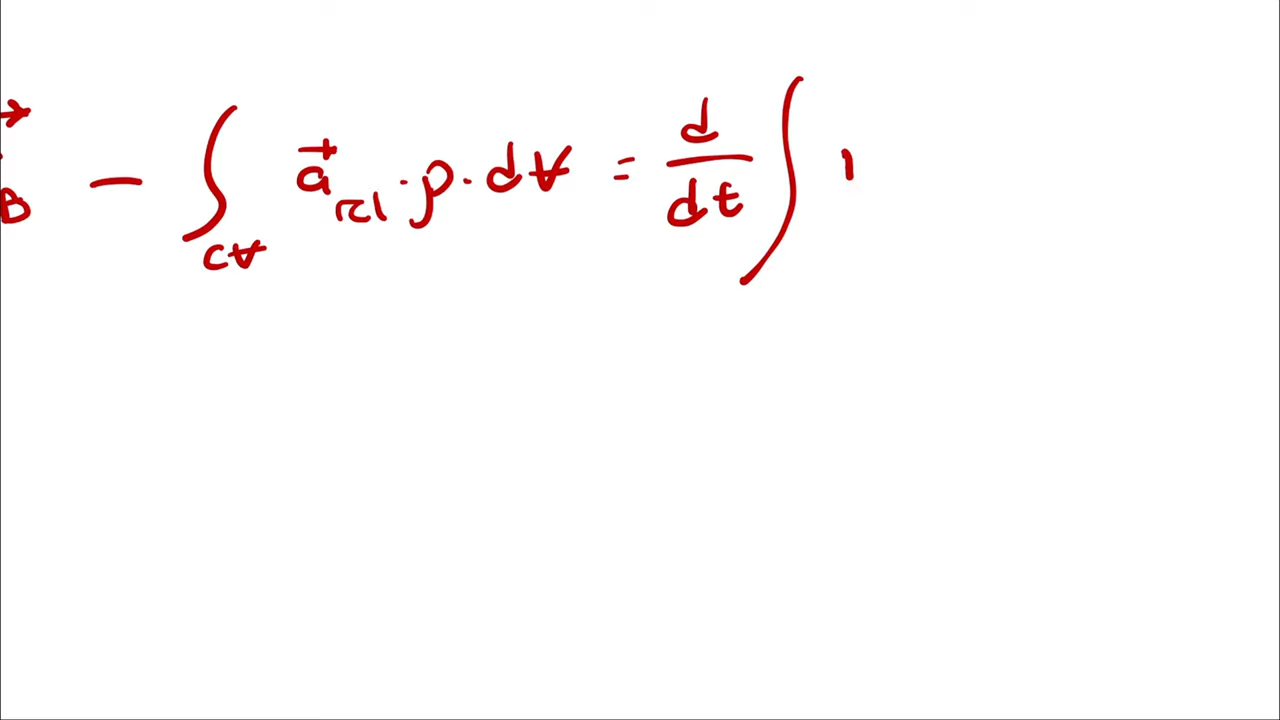 B⃗ − ∫_{C∀} a⃗_{rel} · ρ · d∀ = d/dt ∫